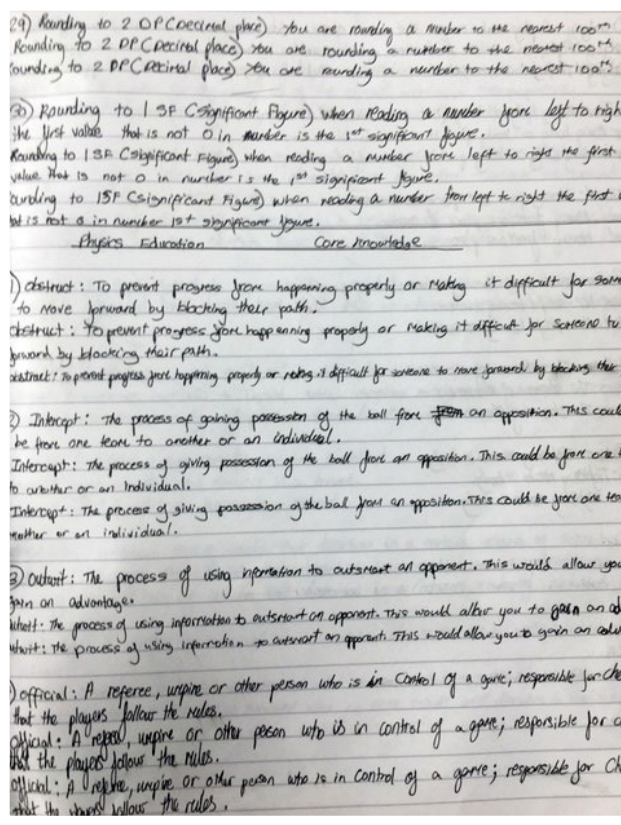 29) Rounding to 2 DP (Decimal place) You are rounding a number to the nearest 100th
Rounding to 2 DP (Decimal place) You are rounding a number to the nearest 100th
ounding to 2 DP (Decimal place) You are rounding a number to the nearest 100th
30) Rounding to 1 SF (Significant Figure) when reading a number from left to righ
the first value that is not 0 in number is the 1st significant figure.
Rounding to 1 SF (Significant Figure) when reading a number from left to right the first
value that is not 0 in number is the 1st significant figure.
ounding to 1SF (significant Figure) when reading a number from left to right the first
at is not 0 in number 1st significant figure.
Physics Education Core knowledge
1) obstruct : To prevent progress from happenning properly or making it difficult for som
to move forward by blocking their path.
obstruct : To prevent progress from happenning properly or making it difficult for someone to
forward by blocking their path.
obstruct : To prevent progress from happening properly or making it difficult for someone to move forward by blocking their
2) Intercept : The process of gaining possession of the ball from an opposition. This coul
be from one team to another or an individual.
Intercept : The process of giving possession of the ball from an opposition. This could be from one t
to another or an Individual.
Intercept : The process of giving possession of the ball from an opposition. This could be from one tea
nother or an individual.
3) outwit : The process of using information to outsmart an opponent. This would allow you
gain an advantage.
: The process of using information to outsmart an opponent. This would allow you to gain an ad
utwit : The process of using information to outsmart an opponent. This would allow you to gain an adv
) official : A referee, umpire or other person who is in control of a game; responsible for che
that the players follow the rules.
official : A referee, umpire or other person who is in control of a game; responsible for c
that the players follow the rules.
official : A referee, umpire or other person who is in control of a game; responsible for ch
that the players follow the rules.